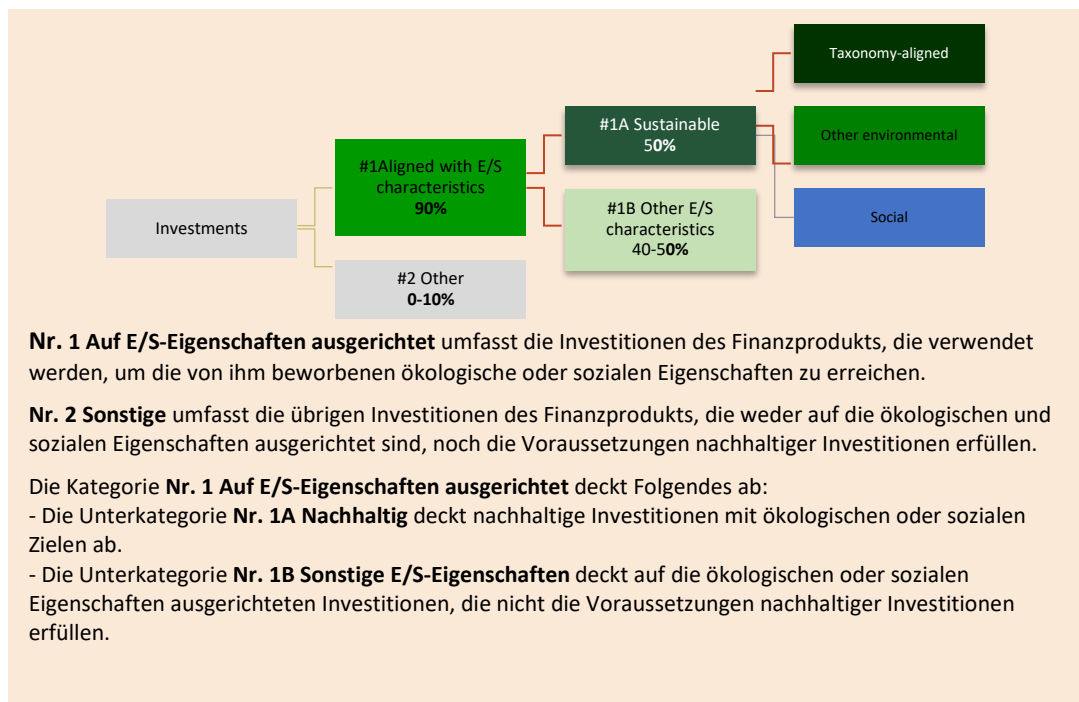 Taxonomy-aligned
#1A Sustainable
50%
Other environmental
#1Aligned with E/S
characteristics
90%
#1B Other E/S
characteristics
40-50%
Social
Investments
#2 Other
0-10%
Nr. 1 Auf E/S-Eigenschaften ausgerichtet umfasst die Investitionen des Finanzprodukts, die verwendet
werden, um die von ihm beworbenen ökologische oder sozialen Eigenschaften zu erreichen.
Nr. 2 Sonstige umfasst die übrigen Investitionen des Finanzprodukts, die weder auf die ökologischen und
sozialen Eigenschaften ausgerichtet sind, noch die Voraussetzungen nachhaltiger Investitionen erfüllen.
Die Kategorie Nr. 1 Auf E/S-Eigenschaften ausgerichtet deckt Folgendes ab:
- Die Unterkategorie Nr. 1A Nachhaltig deckt nachhaltige Investitionen mit ökologischen oder sozialen
Zielen ab.
- Die Unterkategorie Nr. 1B Sonstige E/S-Eigenschaften deckt auf die ökologischen oder sozialen
Eigenschaften ausgerichteten Investitionen, die nicht die Voraussetzungen nachhaltiger Investitionen
erfüllen.